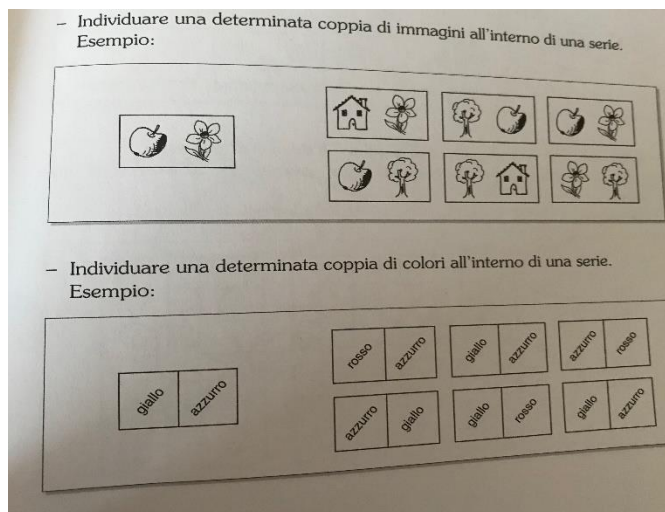 – Individuare una determinata coppia di immagini all'interno di una serie.
Esempio:
– Individuare una determinata coppia di colori all'interno di una serie.
Esempio:
giallo azzurro
rosso azzurro giallo azzurro azzurro rosso
azzurro giallo giallo rosso giallo azzurro